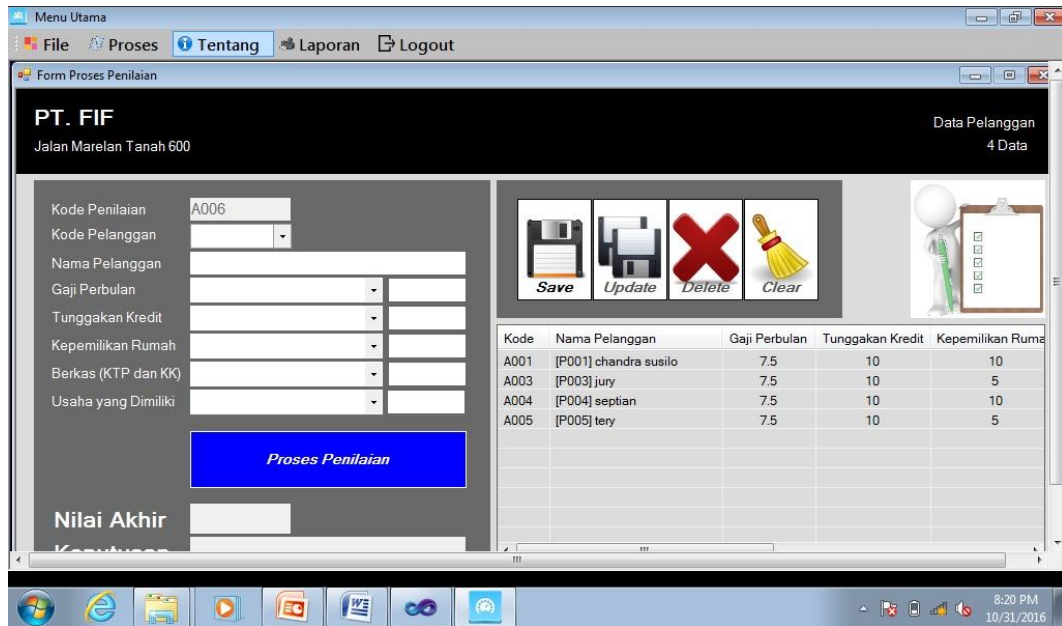 Menu Utama
File Proses Tentang Laporan Logout
Form Proses Penilaian
PT. FIF
Jalan Marelan Tanah 600
Data Pelanggan
4 Data
Kode Penilaian A006
Kode Pelanggan
Nama Pelanggan
Gaji Perbulan
Tunggakan Kredit
Kepemilikan Rumah
Berkas (KTP dan KK)
Usaha yang Dimiliki
Proses Penilaian
Nilai Akhir
Keputusan
Save Update Delete Clear
Kode Nama Pelanggan Gaji Perbulan Tunggakan Kredit Kepemilikan Ruma
A001 [P001] chandra susilo 7.5 10 10
A003 [P003] jury 7.5 10 5
A004 [P004] septian 7.5 10 10
A005 [P005] tery 7.5 10 5
8:20 PM
10/31/2016